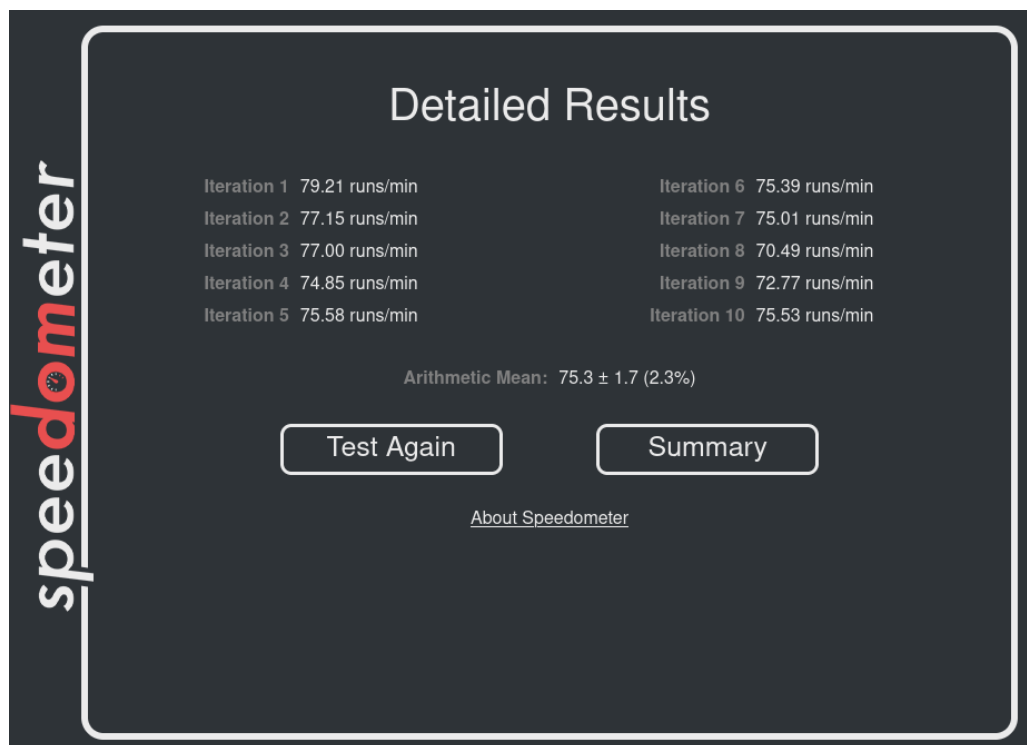 speedometer
Detailed Results
Iteration 1 79.21 runs/min
Iteration 2 77.15 runs/min
Iteration 3 77.00 runs/min
Iteration 4 74.85 runs/min
Iteration 5 75.58 runs/min
Iteration 6 75.39 runs/min
Iteration 7 75.01 runs/min
Iteration 8 70.49 runs/min
Iteration 9 72.77 runs/min
Iteration 10 75.53 runs/min
Arithmetic Mean: 75.3 ± 1.7 (2.3%)
Test Again
Summary
About Speedometer